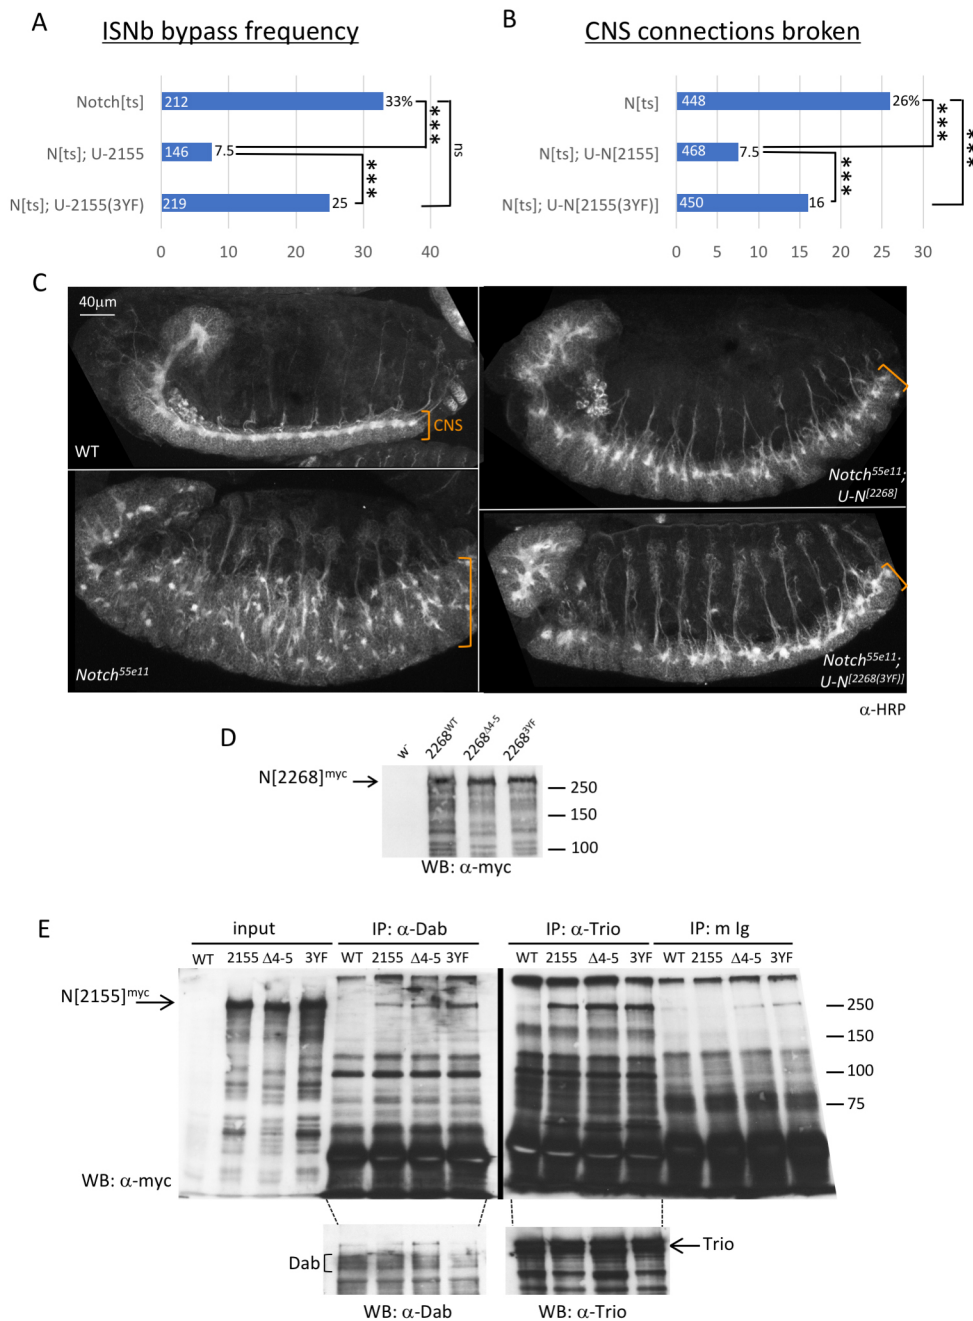 A
ISNb bypass frequency
Notch[ts]
212
33%
N[ts]; U-2155
146
7.5
N[ts]; U-2155(3YF)
219
25
***
***
ns
0 10 20 30 40
B
CNS connections broken
N[ts]
448
26%
N[ts]; U-N[2155]
468
7.5
N[ts]; U-N[2155(3YF)]
450
16
***
***
***
0 5 10 15 20 25 30
C
40μm
CNS
WT
Notch55e11;
U-N[2268]
Notch55e11
Notch55e11;
U-N[2268(3YF)]
α-HRP
D
w- 2268WT 2268Δ4-5 22683YF
N[2268]myc
250
150
100
WB: α-myc
E
input IP: α-Dab IP: α-Trio IP: m Ig
WT 2155 Δ4-5 3YF WT 2155 Δ4-5 3YF WT 2155 Δ4-5 3YF WT 2155 Δ4-5 3YF
N[2155]myc
250
150
100
75
WB: α-myc
Dab
Trio
WB: α-Dab WB: α-Trio